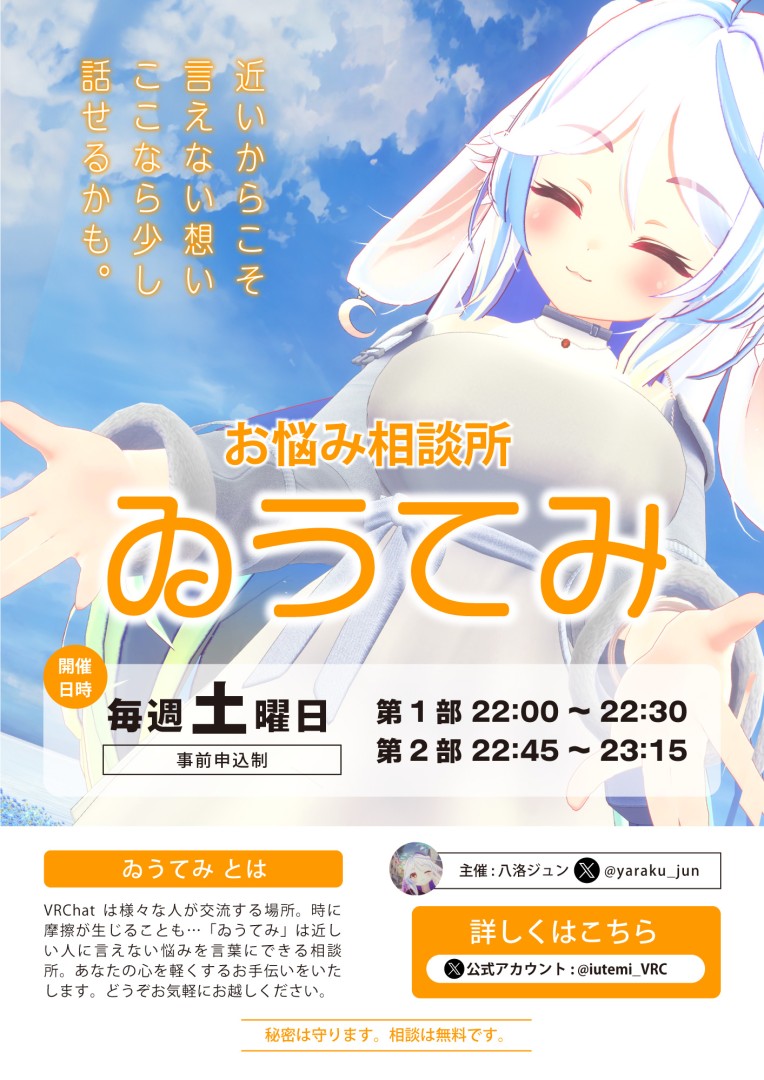 近いからこそ
言えない想い
ここなら少し
話せるかも。
お悩み相談所
ゐうてみ
開催
日時
毎週土曜日
事前申込制
第1部 22:00 ~ 22:30
第2部 22:45 ~ 23:15
ゐうてみ とは
VRChat は様々な人が交流する場所。時に
摩擦が生じることも…「ゐうてみ」は近し
い人に言えない悩みを言葉にできる相談
所。あなたの心を軽くするお手伝いをいた
します。どうぞお気軽にお越しください。
主催 : 八洛ジュン X @yaraku_jun
詳しくはこちら
X 公式アカウント : @iutemi_VRC
秘密は守ります。相談は無料です。